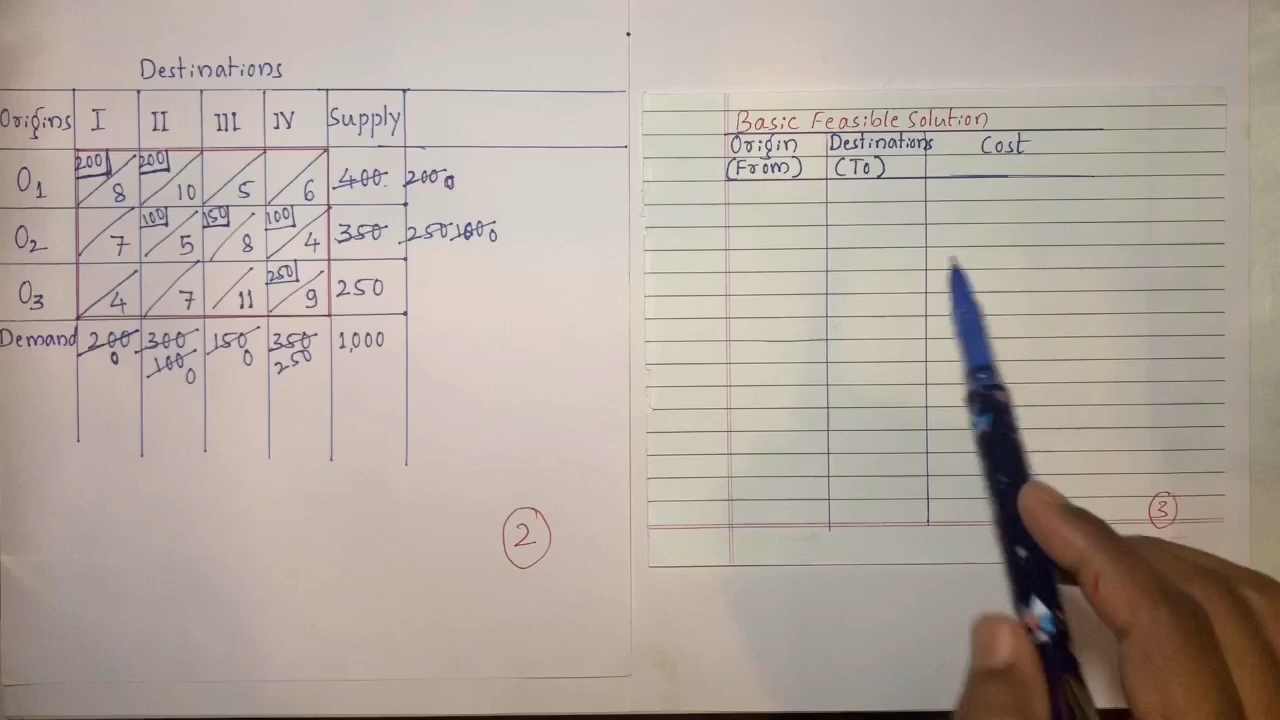 Destinations
Origins I II III IV Supply
200 200
O1 8 10 5 6 400. 200 0
100 150 100
O2 7 5 8 4 350 250 100 0
250
O3 4 7 11 9 250
Demand 200 300 150 350 1,000
0 100 0 250
0
2
Basic Feasible Solution
Origin Destinations Cost
(From) (To)
3